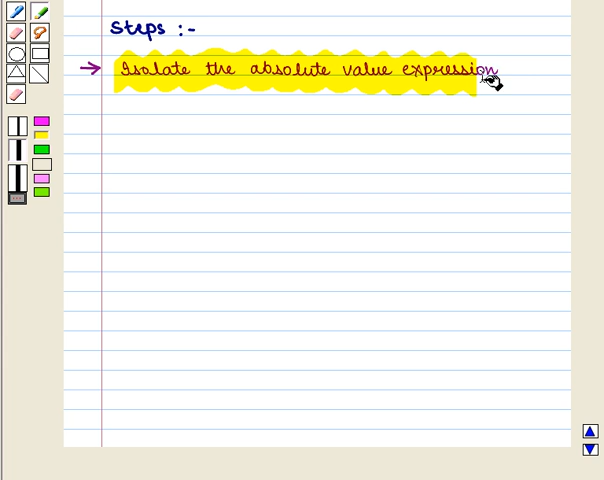 Steps :-
→ Isolate the absolute value expression